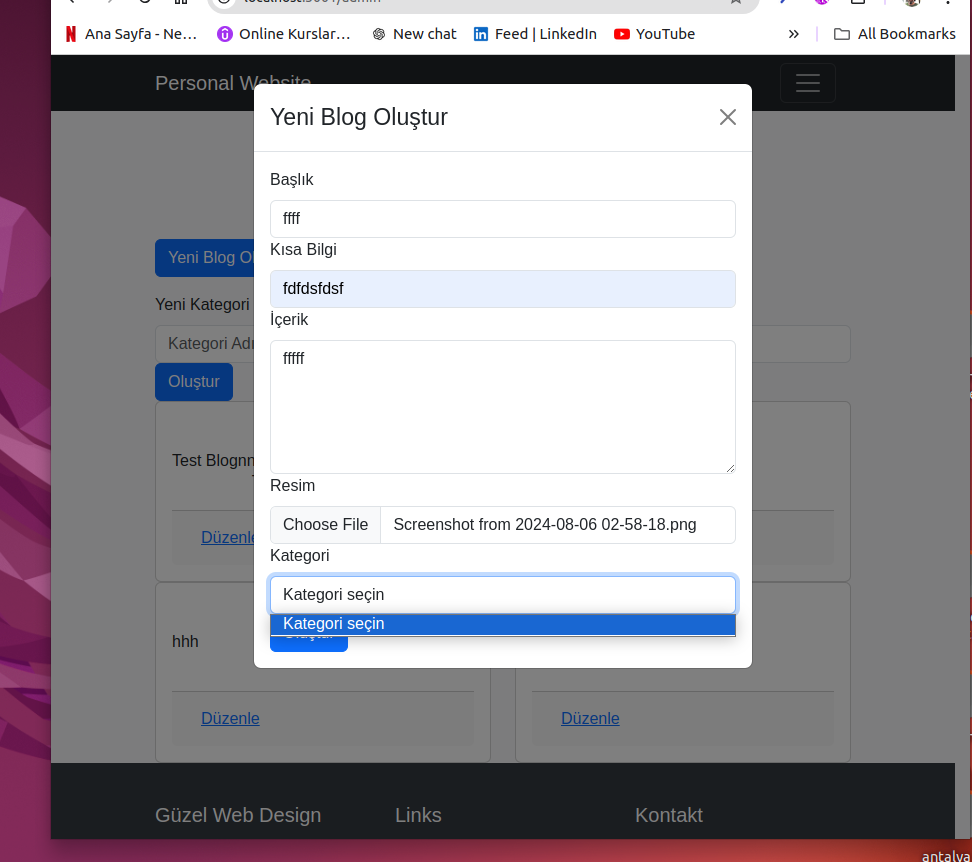 Ana Sayfa - Ne…
Online Kurslar…
New chat
Feed | LinkedIn
YouTube
»
All Bookmarks
Personal Website
Yeni Blog Oluştur
Başlık
ffff
Kısa Bilgi
fdfdsfdsf
İçerik
fffff
Resim
Choose File
Screenshot from 2024-08-06 02-58-18.png
Kategori
Kategori seçin
Kategori seçin
Yeni Blog Ol
Yeni Kategori
Kategori Adı
Oluştur
Test Blognn
Düzenle
hhh
Düzenle
Düzenle
Güzel Web Design
Links
Kontakt
antalya